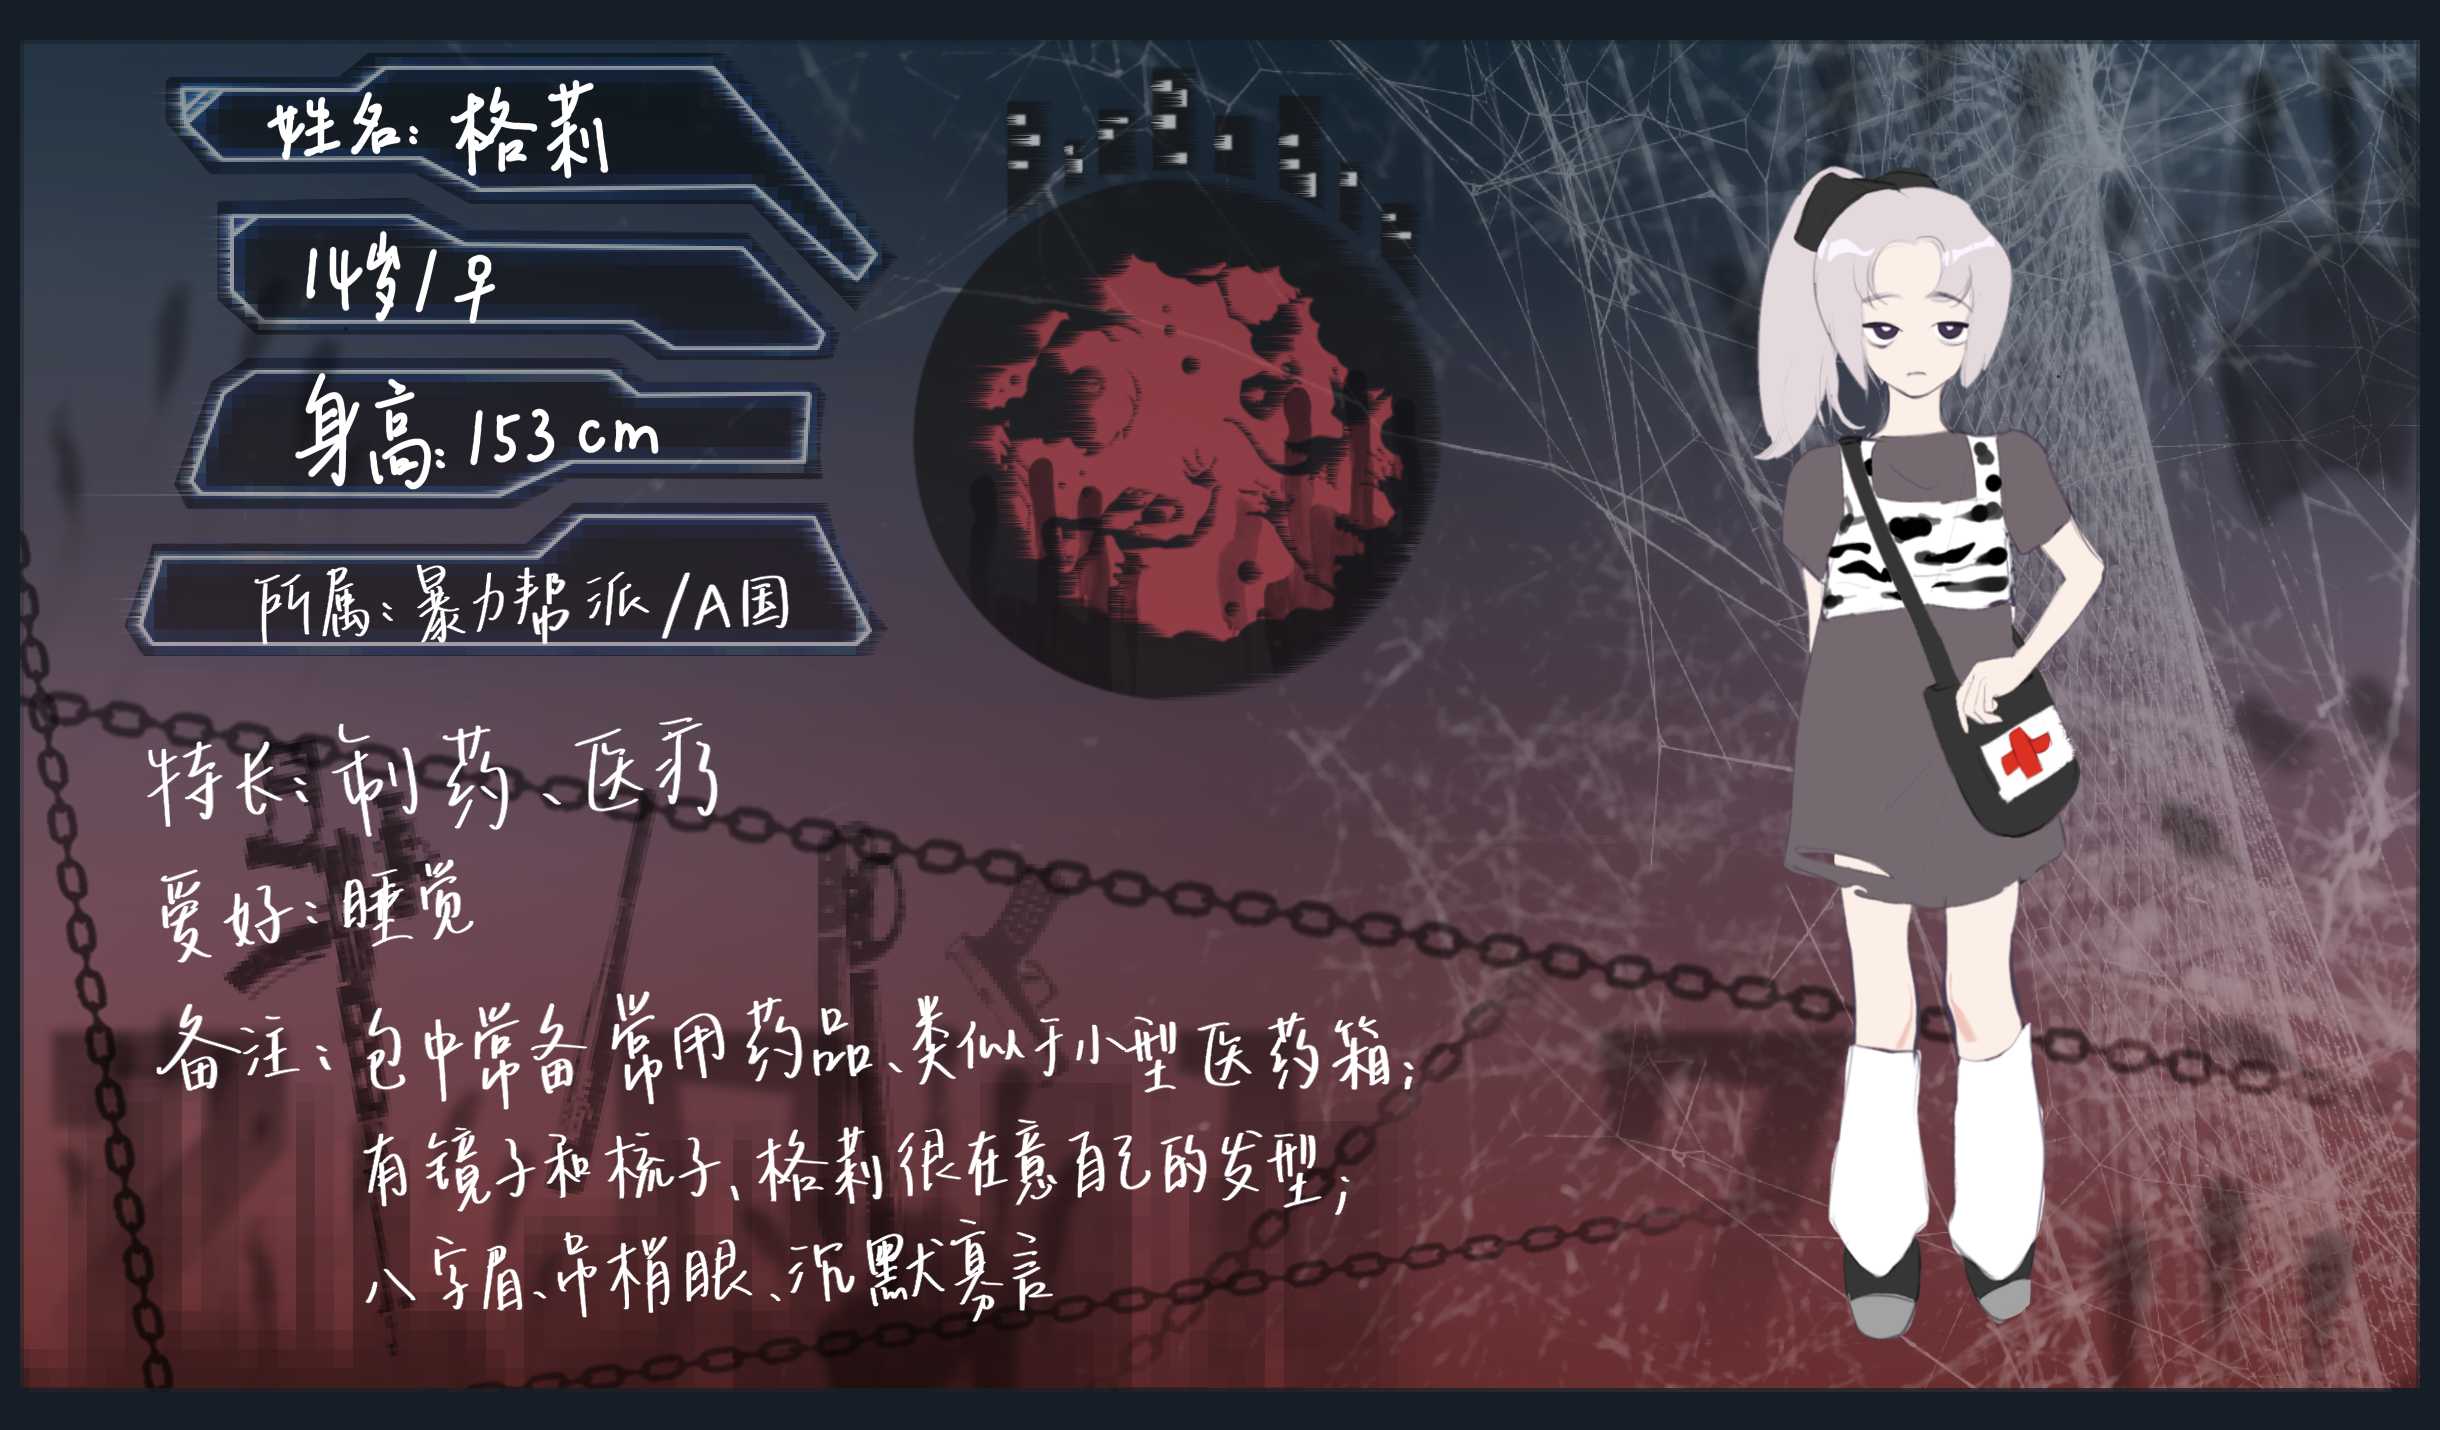 姓名：格莉
14岁/♀
身高：153cm
所属：暴力帮派/A国
特长：制药、医疗
爱好：睡觉
备注：包中常备常用药品、类似于小型医药箱；
有镜子和梳子、格莉很在意自己的发型；
八字眉、吊梢眼、沉默寡言